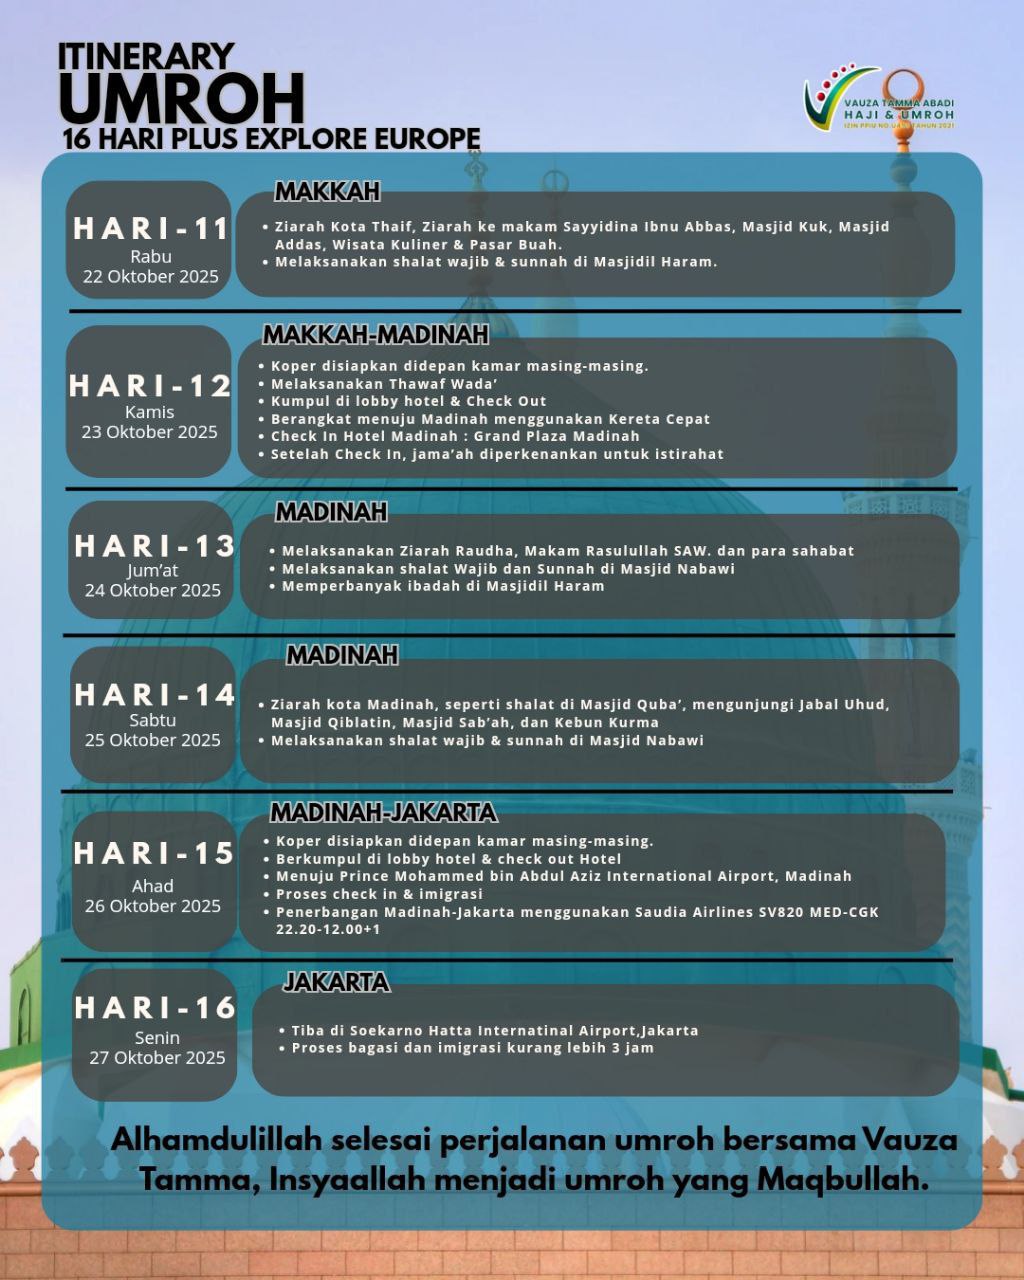 ITINERARY
UMROH
16 HARI PLUS EXPLORE EUROPE
VAUZA TAMMA ABADI
HAJI & UMROH
MAKKAH
HARI-11
Rabu
22 Oktober 2025
• Ziarah Kota Thaif, Ziarah ke makam Sayyidina Ibnu Abbas, Masjid Kuk, Masjid
Addas, Wisata Kuliner & Pasar Buah.
• Melaksanakan shalat wajib & sunnah di Masjidil Haram.
MAKKAH-MADINAH
HARI-12
Kamis
23 Oktober 2025
• Koper disiapkan didepan kamar masing-masing.
• Melaksanakan Thawaf Wada’
• Kumpul di lobby hotel & Check Out
• Berangkat menuju Madinah menggunakan Kereta Cepat
• Check In Hotel Madinah : Grand Plaza Madinah
• Setelah Check In, jama’ah diperkenankan untuk istirahat
MADINAH
HARI-13
Jum’at
24 Oktober 2025
• Melaksanakan Ziarah Raudha, Makam Rasulullah SAW. dan para sahabat
• Melaksanakan shalat Wajib dan Sunnah di Masjid Nabawi
• Memperbanyak ibadah di Masjidil Haram
MADINAH
HARI-14
Sabtu
25 Oktober 2025
• Ziarah kota Madinah, seperti shalat di Masjid Quba’, mengunjungi Jabal Uhud,
Masjid Qiblatin, Masjid Sab’ah, dan Kebun Kurma
• Melaksanakan shalat wajib & sunnah di Masjid Nabawi
MADINAH-JAKARTA
HARI-15
Ahad
26 Oktober 2025
• Koper disiapkan didepan kamar masing-masing.
• Berkumpul di lobby hotel & check out Hotel
• Menuju Prince Mohammed bin Abdul Aziz International Airport, Madinah
• Proses check in & imigrasi
• Penerbangan Madinah-Jakarta menggunakan Saudia Airlines SV820 MED-CGK
22.20-12.00+1
JAKARTA
HARI-16
Senin
27 Oktober 2025
• Tiba di Soekarno Hatta Internatinal Airport,Jakarta
• Proses bagasi dan imigrasi kurang lebih 3 jam
Alhamdulillah selesai perjalanan umroh bersama Vauza
Tamma, Insyaallah menjadi umroh yang Maqbullah.